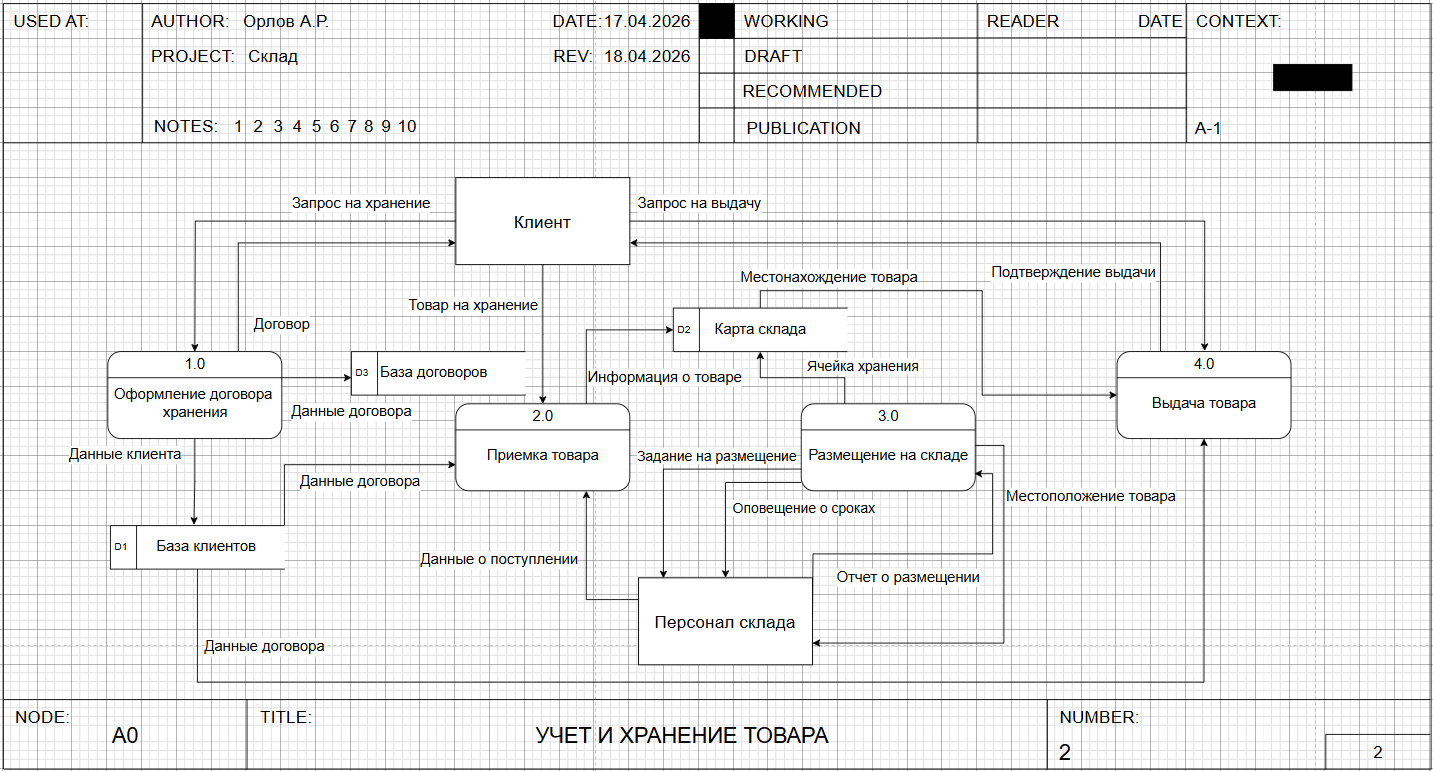 USED AT:
AUTHOR: Орлов А.Р.
DATE: 17.04.2026
PROJECT: Склад
REV: 18.04.2026
NOTES: 1 2 3 4 5 6 7 8 9 10
WORKING
DRAFT
RECOMMENDED
PUBLICATION
READER
DATE
CONTEXT:
A-1
Запрос на хранение
Клиент
Запрос на выдачу
Местонахождение товара
Подтверждение выдачи
Товар на хранение
Договор
D2
Карта склада
1.0
Оформление договора
хранения
D3
База договоров
Информация о товаре
Ячейка хранения
4.0
Выдача товара
Данные договора
2.0
Приемка товара
3.0
Размещение на складе
Данные клиента
Данные договора
Задание на размещение
Местоположение товара
Оповещение о сроках
D1
База клиентов
Данные о поступлении
Отчет о размещении
Персонал склада
Данные договора
NODE:
A0
TITLE:
УЧЕТ И ХРАНЕНИЕ ТОВАРА
NUMBER:
2
2